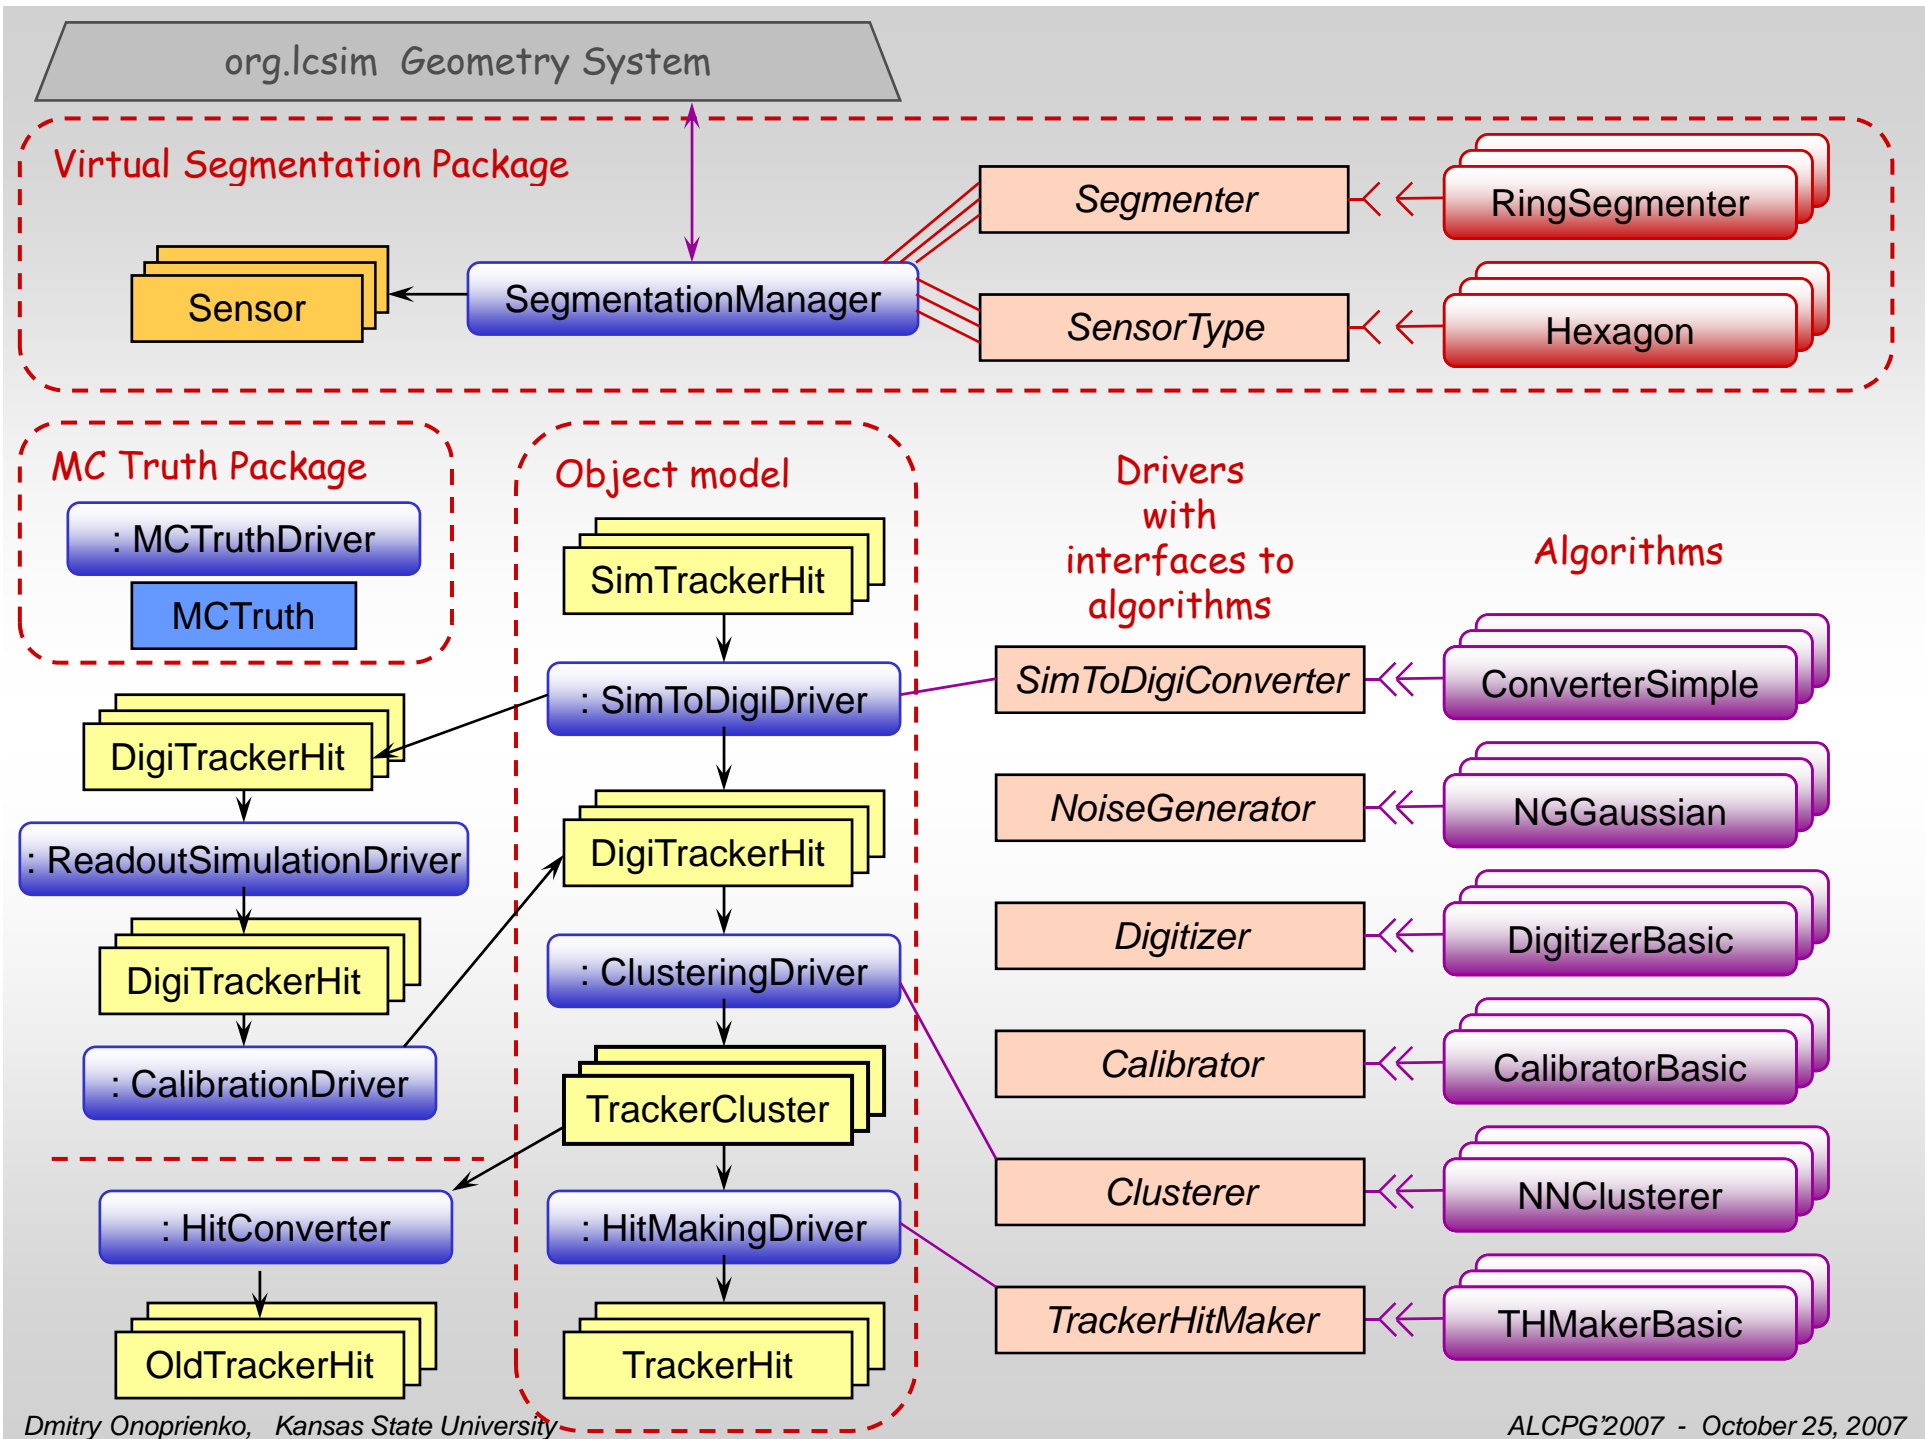 org.lcsim Geometry System
Virtual Segmentation Package
Segmenter
RingSegmenter
Sensor
SegmentationManager
SensorType
Hexagon
MC Truth Package
: MCTruthDriver
MCTruth
Object model
SimTrackerHit
Drivers
with
interfaces to
algorithms
Algorithms
: SimToDigiDriver
SimToDigiConverter
ConverterSimple
DigiTrackerHit
NoiseGenerator
NGGaussian
: ReadoutSimulationDriver
DigiTrackerHit
DigiTrackerHit
: ClusteringDriver
Digitizer
DigitizerBasic
: CalibrationDriver
TrackerCluster
Calibrator
CalibratorBasic
Clusterer
NNClusterer
: HitConverter
: HitMakingDriver
OldTrackerHit
TrackerHit
TrackerHitMaker
THMakerBasic
Dmitry Onoprienko, Kansas State University
ALCPG'2007 - October 25, 2007